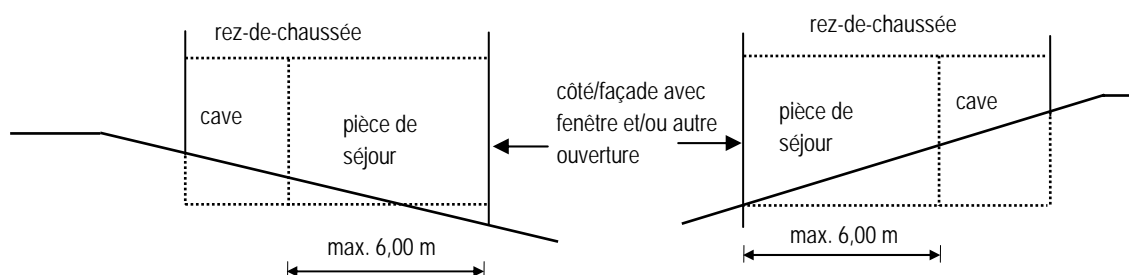 rez-de-chaussée
cave
pièce de
séjour
max. 6,00 m
côté/façade avec
fenêtre et/ou autre
ouverture
rez-de-chaussée
pièce de
séjour
cave
max. 6,00 m